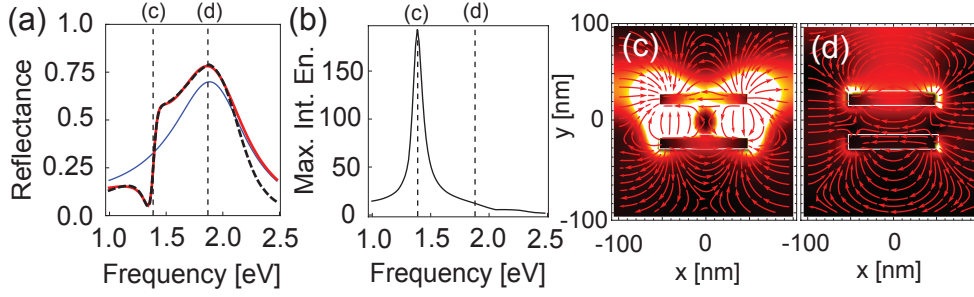 (a)
(c)
(d)
Reflectance
1.0
0.75
0.5
0.25
0.0
1.0
1.5
2.0
2.5
Frequency [eV]
(b)
(c)
(d)
Max. Int. En.
150
100
50
0
1.0
1.5
2.0
2.5
Frequency [eV]
(c)
y [nm]
100
0
-100
-100
0
x [nm]
(d)
-100
0
x [nm]